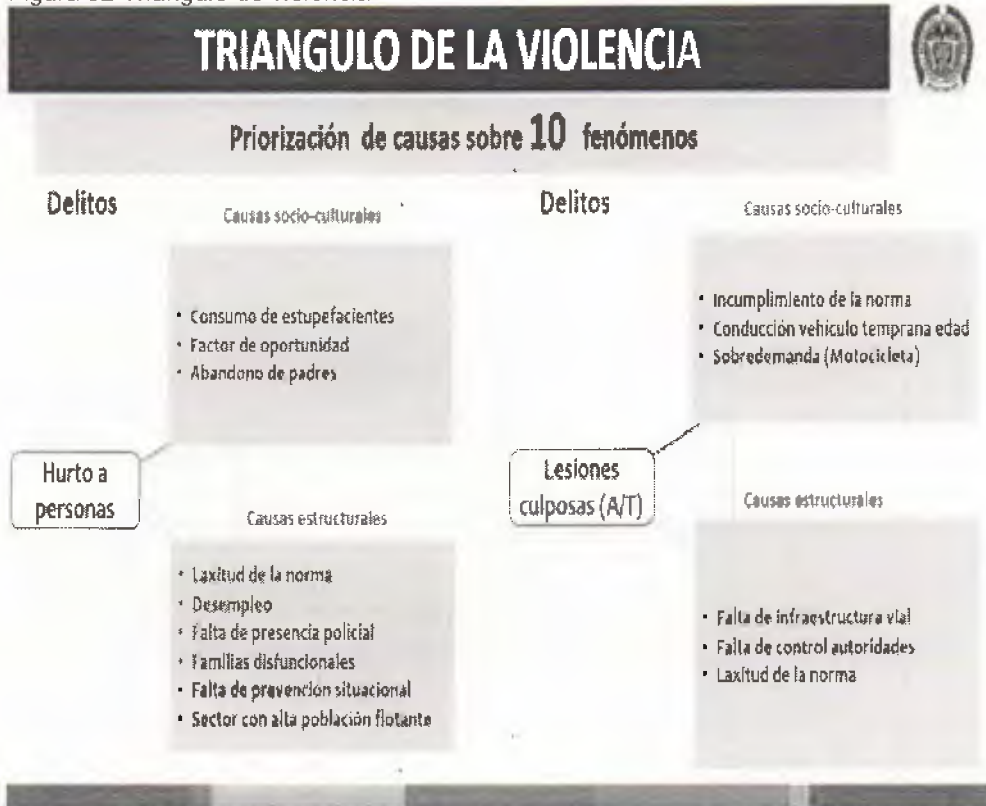 TRIANGULO DE LA VIOLENCIA
Priorización de causas sobre 10 fenómenos
Delitos
Causas socio-culturales
• Consumo de estupefacientes
• Factor de oportunidad
• Abandono de padres
Hurto a
personas
Causas estructurales
• Laxitud de la norma
• Desempleo
• Falta de presencia policial
• Familias disfuncionales
• Falta de prevención situacional
• Sector con alta población flotante
Delitos
Causas socio-culturales
• Incumplimiento de la norma
• Conducción vehiculo temprana edad
• Sobredemanda (Motocicleta)
Lesiones
culposas (A/T)
Causas estructurales
• Falta de infraestructura vial
• Falta de control autoridades
• Laxitud de la norma